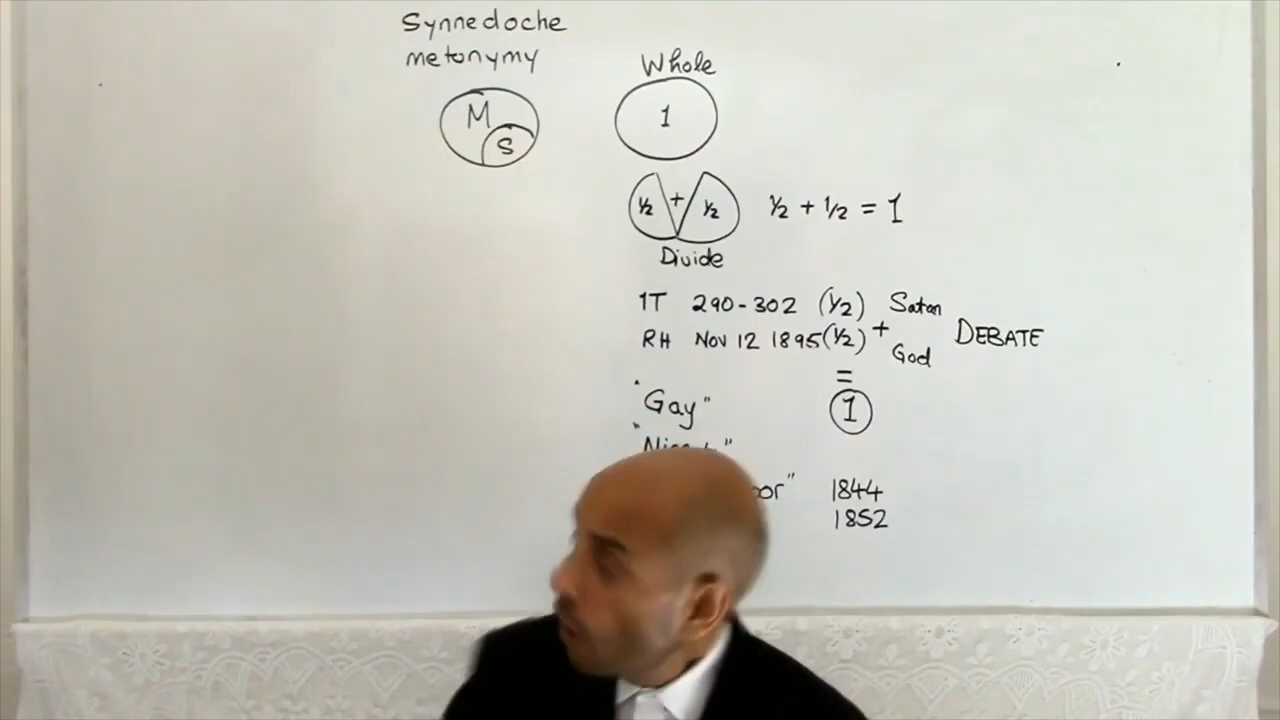 Synnedoche
metonymy
Whole
M
S
1
½ + ½
½ + 1/2 = 1
Divide
1T 290-302 (½) Satan
RH Nov 12 1895 (½) + God
DEBATE
=
"Gay"
1
1844
1852